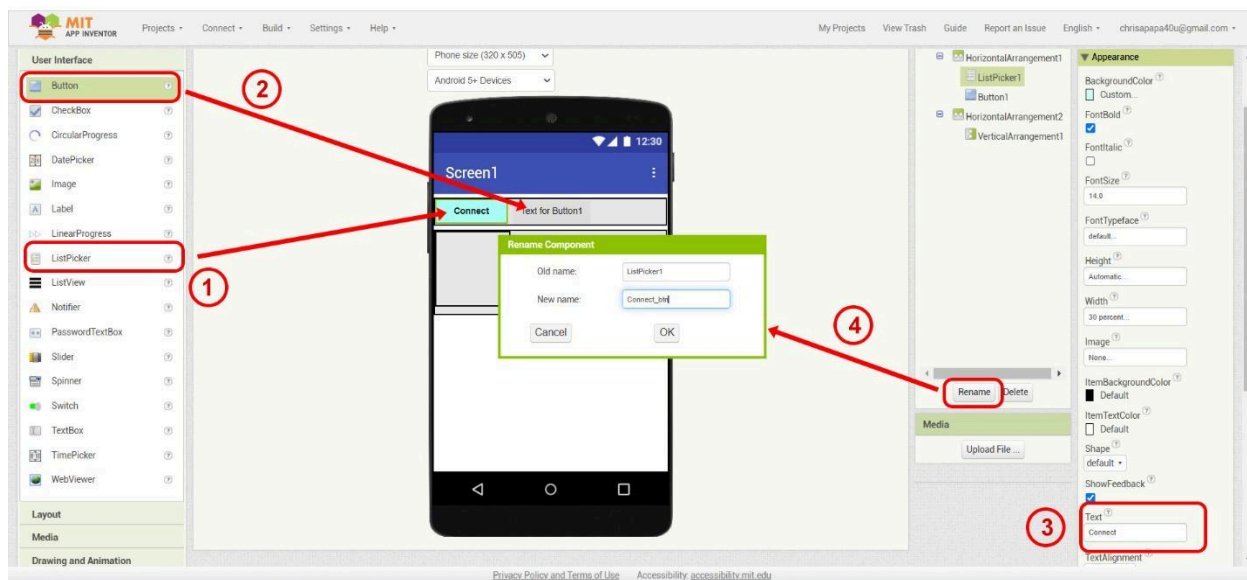 MIT
APP INVENTOR
Projects
Connect
Build
Settings
Help
My Projects
View Trash
Guide
Report an Issue
English
chrisapapa40u@gmail.com
User Interface
Button
CheckBox
CircularProgress
DatePicker
Image
Label
LinearProgress
ListPicker
ListView
Notifier
PasswordTextBox
Slider
Spinner
Switch
TextBox
TimePicker
WebViewer
Layout
Media
Drawing and Animation
1
2
Phone size (320 x 505)
Android 5+ Devices
12:30
Screen1
Connect
Text for Button1
Rename Component
Old name:
ListPicker1
New name:
Connect_btn
Cancel
OK
4
HorizontalArrangement1
ListPicker1
Button1
HorizontalArrangement2
VerticalArrangement1
Rename
Delete
Media
Upload File ...
3
Appearance
BackgroundColor
Custom...
FontBold
FontItalic
FontSize
14.0
FontTypeface
default...
Height
Automatic...
Width
30 percent...
Image
None...
ItemBackgroundColor
Default
ItemTextColor
Default
Shape
default
ShowFeedback
Text
Connect
TextAlignment
Privacy Policy and Terms of Use
Accessibility: accessibility.mit.edu